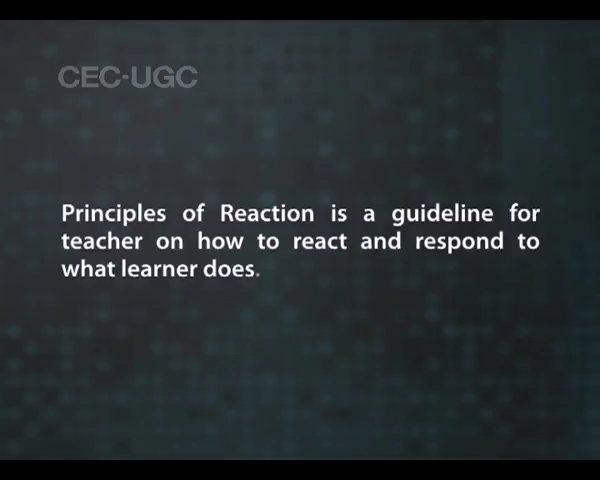 CEC-UGC
Principles of Reaction is a guideline for
teacher on how to react and respond to
what learner does.